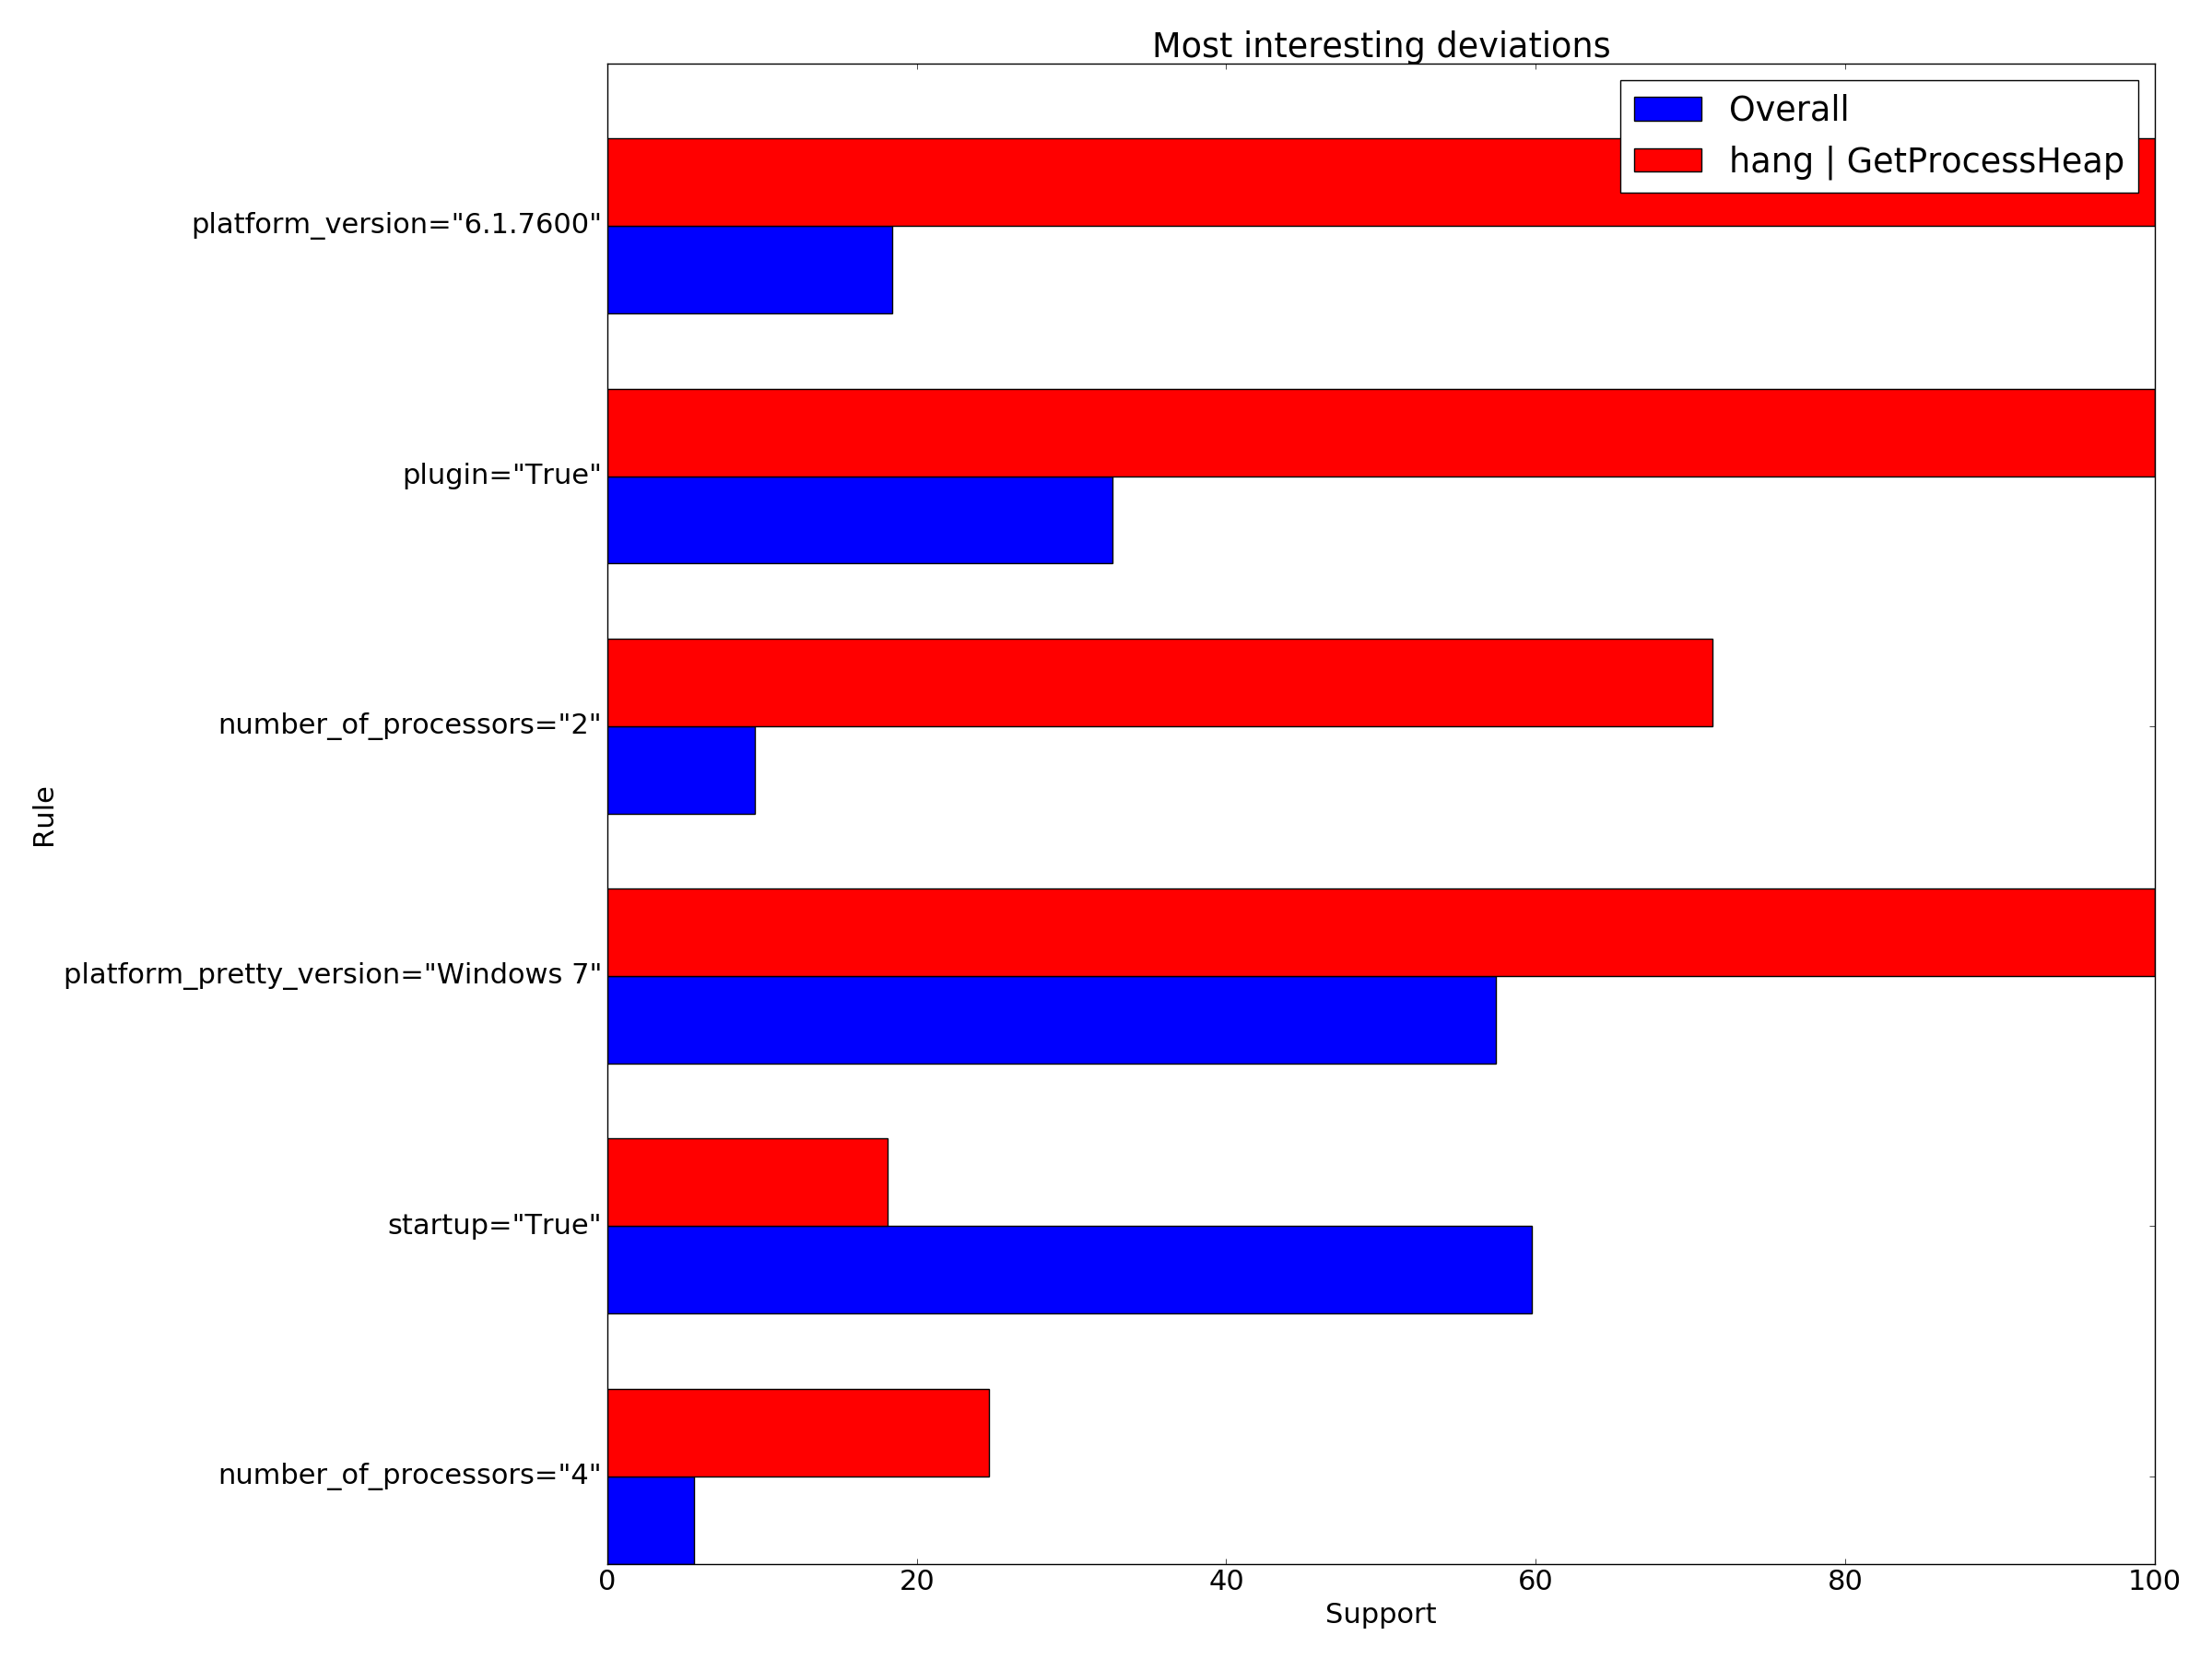 Most interesting deviations
Overall
hang | GetProcessHeap
platform_version="6.1.7600"
plugin="True"
number_of_processors="2"
platform_pretty_version="Windows 7"
startup="True"
number_of_processors="4"
Rule
0 20 40 60 80 100
Support